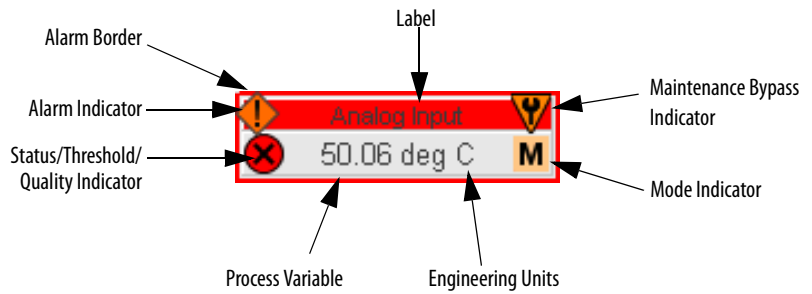 Label
Alarm Border
Alarm Indicator
Status/Threshold/
Quality Indicator
!
Analog Input
50.06 deg C
M
Maintenance Bypass
Indicator
Mode Indicator
Process Variable
Engineering Units